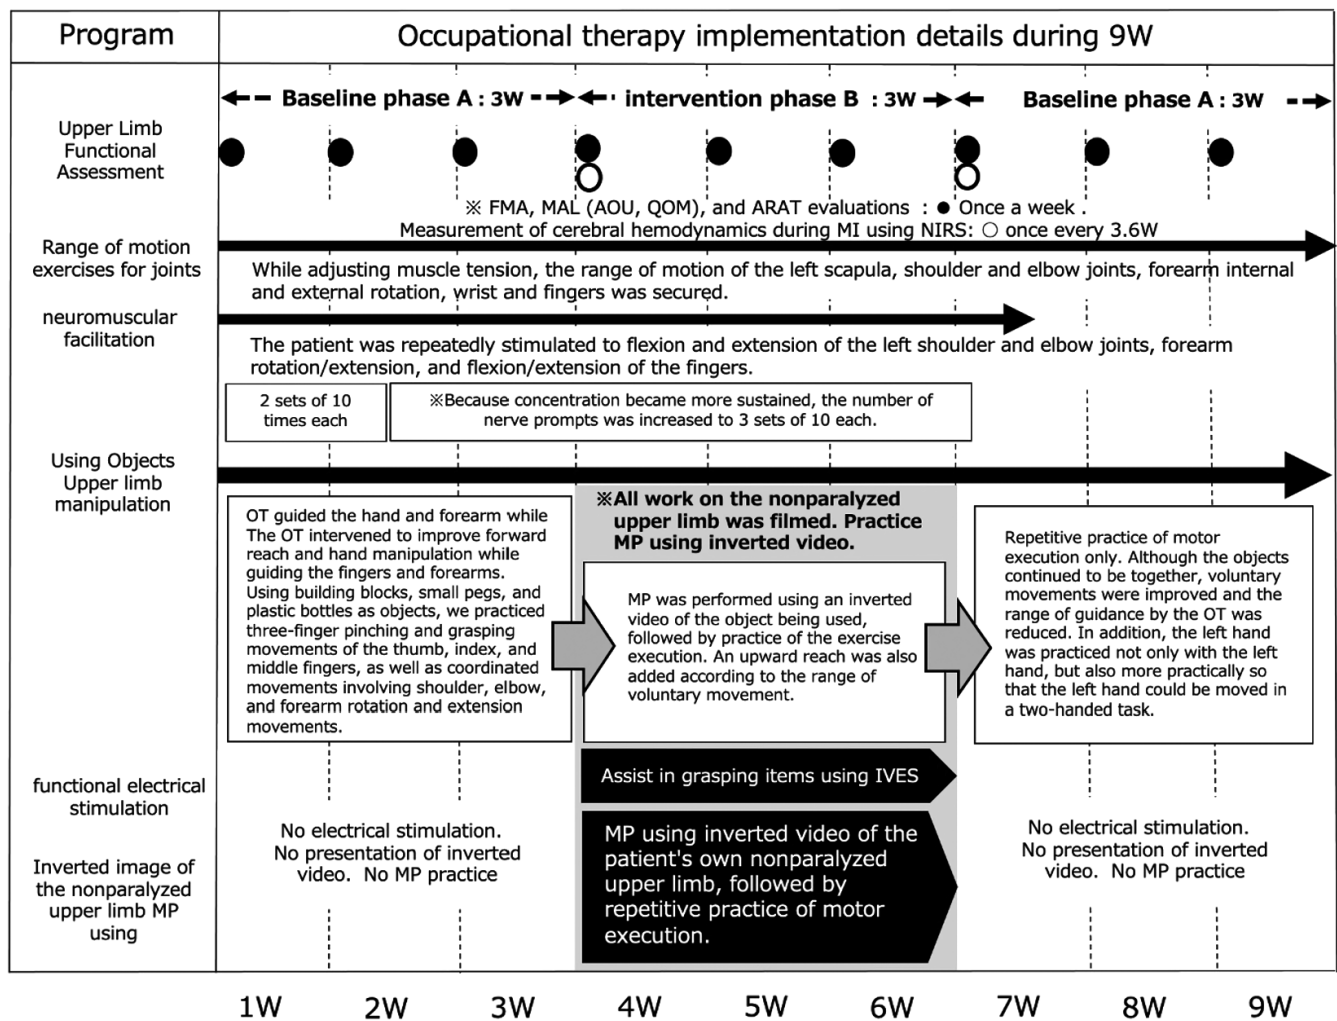 Program
Occupational therapy implementation details during 9W
Baseline phase A : 3W
intervention phase B : 3W
Baseline phase A : 3W
Upper Limb
Functional
Assessment
※ FMA, MAL (AOU, QOM), and ARAT evaluations : ● Once a week .
Measurement of cerebral hemodynamics during MI using NIRS: ○ once every 3.6W
Range of motion
exercises for joints
While adjusting muscle tension, the range of motion of the left scapula, shoulder and elbow joints, forearm internal
and external rotation, wrist and fingers was secured.
neuromuscular
facilitation
The patient was repeatedly stimulated to flexion and extension of the left shoulder and elbow joints, forearm
rotation/extension, and flexion/extension of the fingers.
2 sets of 10
times each
※Because concentration became more sustained, the number of
nerve prompts was increased to 3 sets of 10 each.
Using Objects
Upper limb
manipulation
OT guided the hand and forearm while
The OT intervened to improve forward
reach and hand manipulation while
guiding the fingers and forearms.
Using building blocks, small pegs, and
plastic bottles as objects, we practiced
three-finger pinching and grasping
movements of the thumb, index, and
middle fingers, as well as coordinated
movements involving shoulder, elbow,
and forearm rotation and extension
movements.
※All work on the nonparalyzed
upper limb was filmed. Practice
MP using inverted video.
MP was performed using an inverted
video of the object being used,
followed by practice of the exercise
execution. An upward reach was also
added according to the range of
voluntary movement.
Repetitive practice of motor
execution only. Although the objects
continued to be together, voluntary
movements were improved and the
range of guidance by the OT was
reduced. In addition, the left hand
was practiced not only with the left
hand, but also more practically so
that the left hand could be moved in
a two-handed task.
functional electrical
stimulation
Assist in grasping items using IVES
Inverted image of
the nonparalyzed
upper limb MP
using
No electrical stimulation.
No presentation of inverted
video. No MP practice
MP using inverted video of the
patient's own nonparalyzed
upper limb, followed by
repetitive practice of motor
execution.
No electrical stimulation.
No presentation of inverted
video. No MP practice
1W 2W 3W 4W 5W 6W 7W 8W 9W